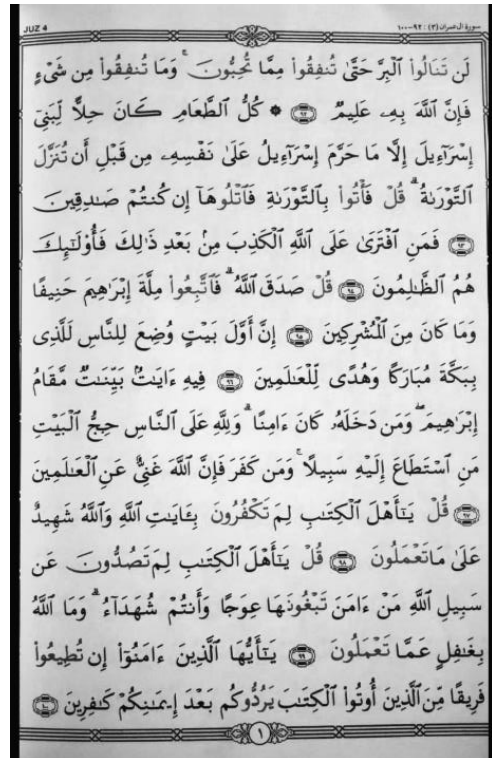 JUZ 4 سورة ال عمران (٣) : ٩٢-١٠٠
لَن تَنَالُوا۟ ٱلْبِرَّ حَتَّىٰ تُنفِقُوا۟ مِمَّا تُحِبُّونَ ۚ وَمَا تُنفِقُوا۟ مِن شَىْءٍ
فَإِنَّ ٱللَّهَ بِهِۦ عَلِيمٌ ۝٩٢ ۞ كُلُّ ٱلطَّعَامِ كَانَ حِلًّا لِّبَنِىٓ
إِسْرَٰٓءِيلَ إِلَّا مَا حَرَّمَ إِسْرَٰٓءِيلُ عَلَىٰ نَفْسِهِۦ مِن قَبْلِ أَن تُنَزَّلَ
ٱلتَّوْرَىٰةُ ۗ قُلْ فَأْتُوا۟ بِٱلتَّوْرَىٰةِ فَٱتْلُوهَآ إِن كُنتُمْ صَـٰدِقِينَ
۝٩٣ فَمَنِ ٱفْتَرَىٰ عَلَى ٱللَّهِ ٱلْكَذِبَ مِنۢ بَعْدِ ذَٰلِكَ فَأُو۟لَـٰٓئِكَ
هُمُ ٱلظَّـٰلِمُونَ ۝٩٤ قُلْ صَدَقَ ٱللَّهُ ۗ فَٱتَّبِعُوا۟ مِلَّةَ إِبْرَٰهِيمَ حَنِيفًا
وَمَا كَانَ مِنَ ٱلْمُشْرِكِينَ ۝٩٥ إِنَّ أَوَّلَ بَيْتٍ وُضِعَ لِلنَّاسِ لَلَّذِى
بِبَكَّةَ مُبَارَكًا وَهُدًى لِّلْعَـٰلَمِينَ ۝٩٦ فِيهِ ءَايَـٰتٌۢ بَيِّنَـٰتٌ مَّقَامُ
إِبْرَٰهِيمَ ۖ وَمَن دَخَلَهُۥ كَانَ ءَامِنًا ۗ وَلِلَّهِ عَلَى ٱلنَّاسِ حِجُّ ٱلْبَيْتِ
مَنِ ٱسْتَطَاعَ إِلَيْهِ سَبِيلًا ۚ وَمَن كَفَرَ فَإِنَّ ٱللَّهَ غَنِىٌّ عَنِ ٱلْعَـٰلَمِينَ
۝٩٧ قُلْ يَـٰٓأَهْلَ ٱلْكِتَـٰبِ لِمَ تَكْفُرُونَ بِـَٔايَـٰتِ ٱللَّهِ وَٱللَّهُ شَهِيدٌ
عَلَىٰ مَا تَعْمَلُونَ ۝٩٨ قُلْ يَـٰٓأَهْلَ ٱلْكِتَـٰبِ لِمَ تَصُدُّونَ عَن
سَبِيلِ ٱللَّهِ مَنْ ءَامَنَ تَبْغُونَهَا عِوَجًا وَأَنتُمْ شُهَدَآءُ ۗ وَمَا ٱللَّهُ
بِغَـٰفِلٍ عَمَّا تَعْمَلُونَ ۝٩٩ يَـٰٓأَيُّهَا ٱلَّذِينَ ءَامَنُوٓا۟ إِن تُطِيعُوا۟
فَرِيقًا مِّنَ ٱلَّذِينَ أُوتُوا۟ ٱلْكِتَـٰبَ يَرُدُّوكُم بَعْدَ إِيمَـٰنِكُمْ كَـٰفِرِينَ ۝١٠٠
١